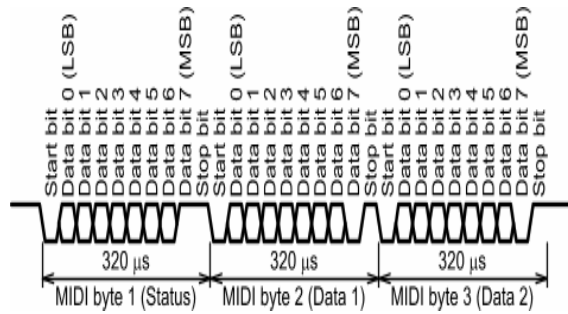 Start bit
Data bit 0 (LSB)
Data bit 1
Data bit 2
Data bit 3
Data bit 4
Data bit 5
Data bit 6
Data bit 7 (MSB)
Stop bit
Start bit
Data bit 0 (LSB)
Data bit 1
Data bit 2
Data bit 3
Data bit 4
Data bit 5
Data bit 6
Data bit 7 (MSB)
Stop bit
Start bit
Data bit 0 (LSB)
Data bit 1
Data bit 2
Data bit 3
Data bit 4
Data bit 5
Data bit 6
Data bit 7 (MSB)
Stop bit
320 μs
320 μs
320 μs
MIDI byte 1 (Status)
MIDI byte 2 (Data 1)
MIDI byte 3 (Data 2)